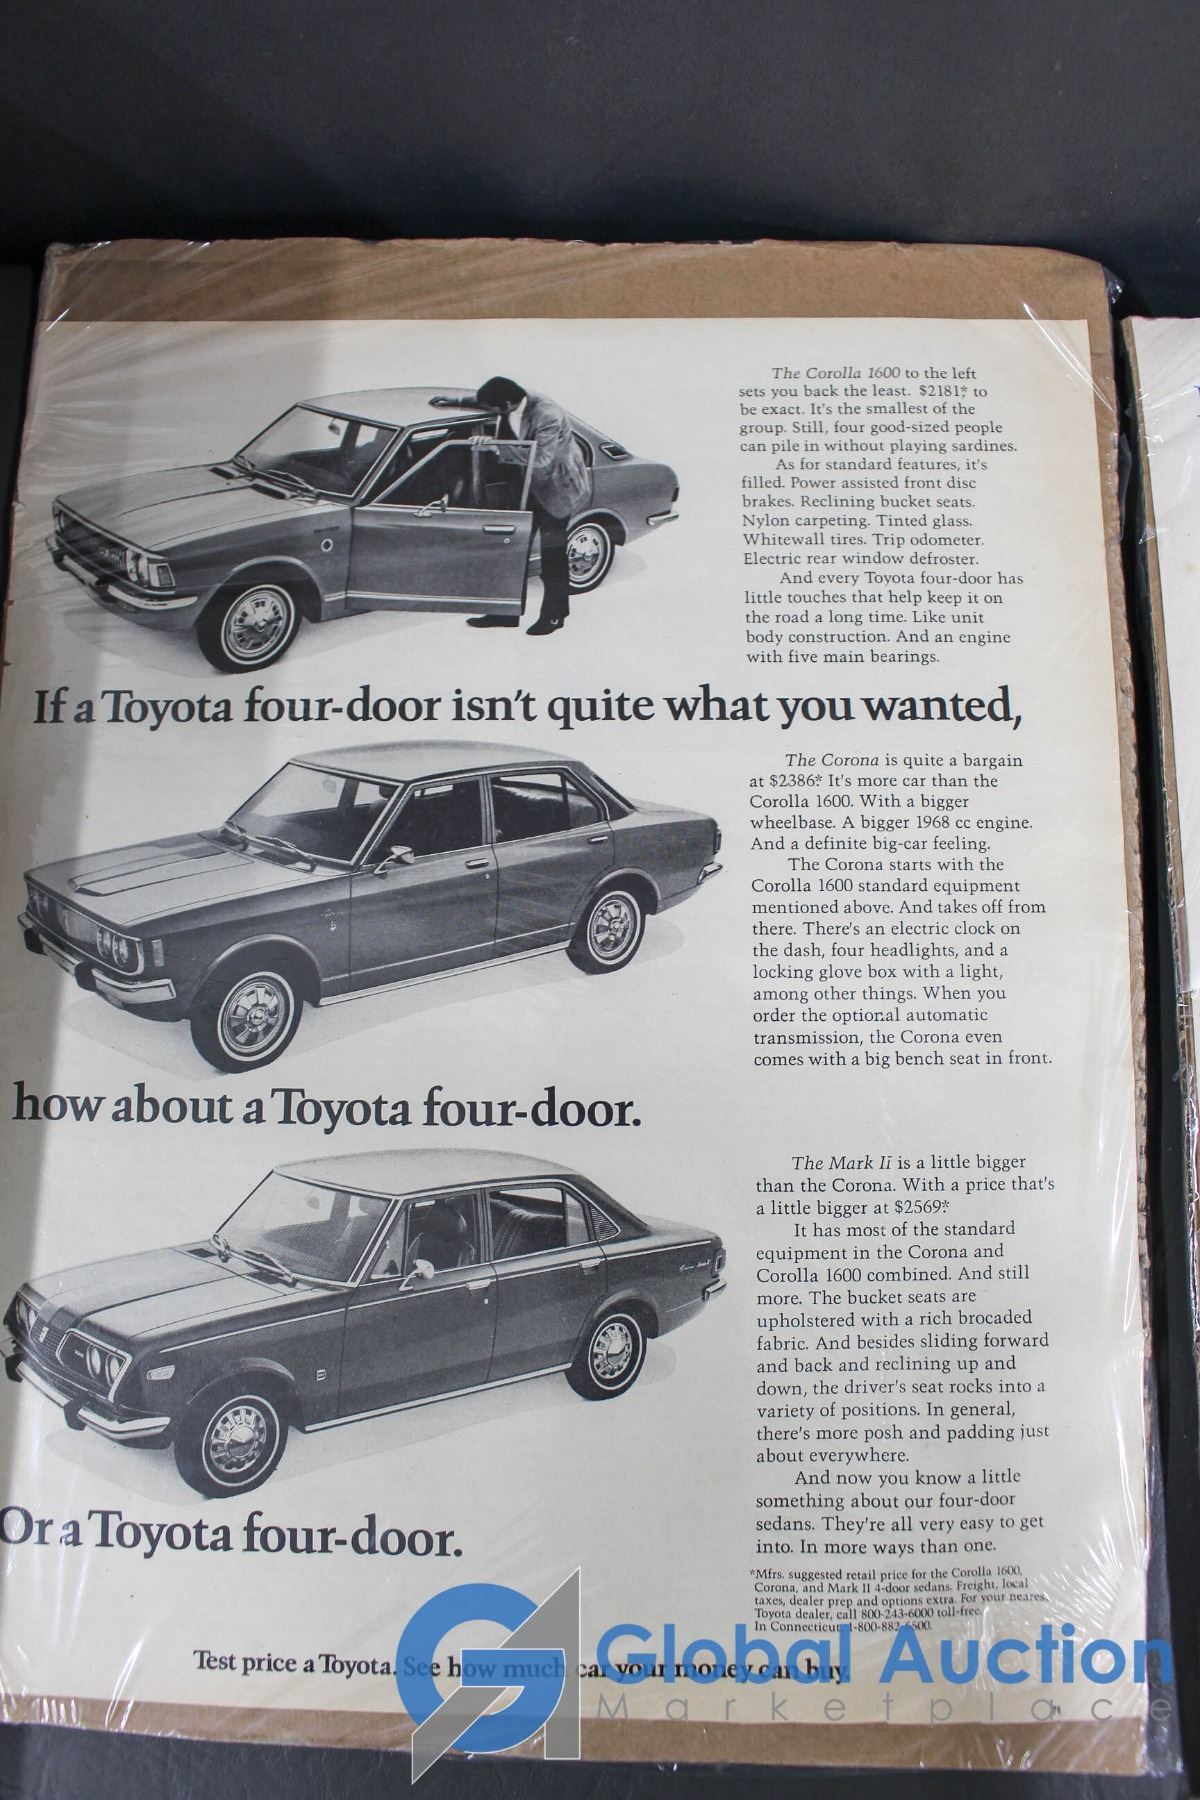 The Corolla 1600 to the left
sets you back the least. $2181* to
be exact. It's the smallest of the
group. Still, four good-sized people
can pile in without playing sardines.
As for standard features, it's
filled. Power assisted front disc
brakes. Reclining bucket seats.
Nylon carpeting. Tinted glass.
Whitewall tires. Trip odometer.
Electric rear window defroster.
And every Toyota four-door has
little touches that help keep it on
the road a long time. Like unit
body construction. And an engine
with five main bearings.
If a Toyota four-door isn't quite what you wanted,
The Corona is quite a bargain
at $2386* It's more car than the
Corolla 1600. With a bigger
wheelbase. A bigger 1968 cc engine.
And a definite big-car feeling.
The Corona starts with the
Corolla 1600 standard equipment
mentioned above. And takes off from
there. There's an electric clock on
the dash, four headlights, and a
locking glove box with a light,
among other things. When you
order the optional automatic
transmission, the Corona even
comes with a big bench seat in front.
how about a Toyota four-door.
The Mark II is a little bigger
than the Corona. With a price that's
a little bigger at $2569*
It has most of the standard
equipment in the Corona and
Corolla 1600 combined. And still
more. The bucket seats are
upholstered with a rich brocaded
fabric. And besides sliding forward
and back and reclining up and
down, the driver's seat rocks into a
variety of positions. In general,
there's more posh and padding just
about everywhere.
And now you know a little
something about our four-door
sedans. They're all very easy to get
into. In more ways than one.
Or a Toyota four-door.
*Mfrs. suggested retail price for the Corolla 1600,
Corona, and Mark II 4-door sedans. Freight, local
taxes, dealer prep and options extra. For your nearest
Toyota dealer, call 800-243-6000 toll-free.
In Connecticut, 1-800-882-6500.
Test price a Toyota. See how much car your money can buy.
Global Auction
Marketplace